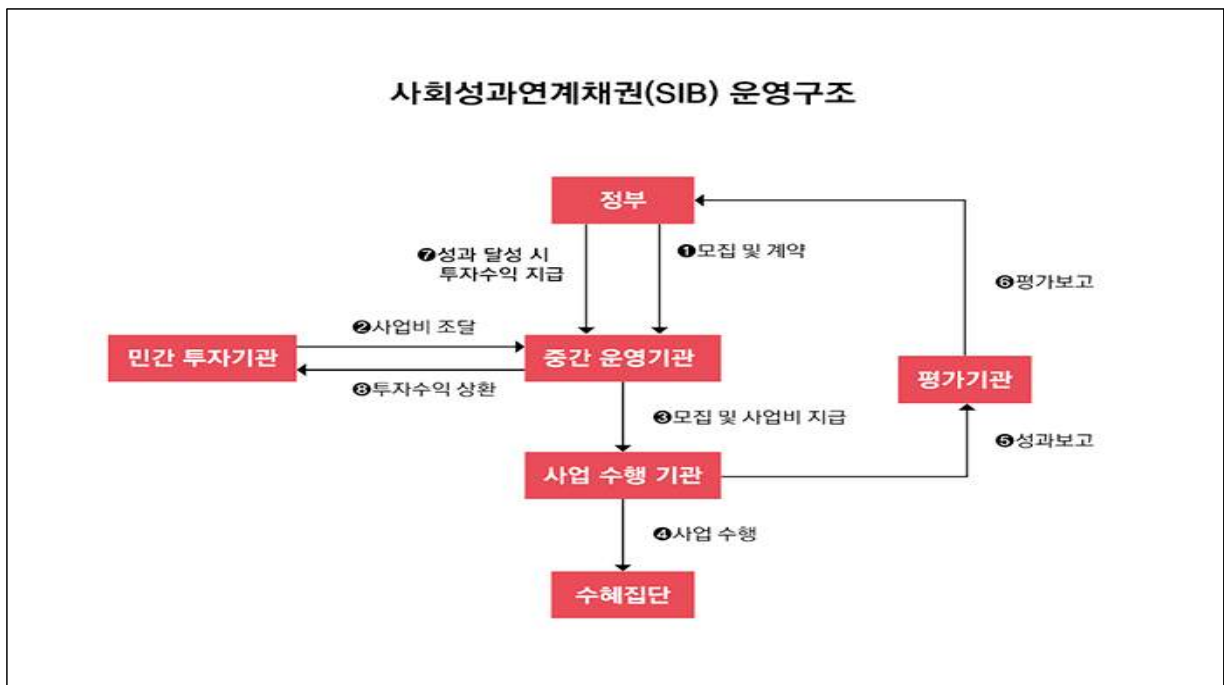 사회성과연계채권(SIB) 운영구조
정부
❼성과 달성 시
투자수익 지급
❶모집 및 계약
❻평가보고
❷사업비 조달
민간 투자기관
중간 운영기관
평가기관
❽투자수익 상환
❸모집 및 사업비 지급
❺성과보고
사업 수행 기관
❹사업 수행
수혜집단